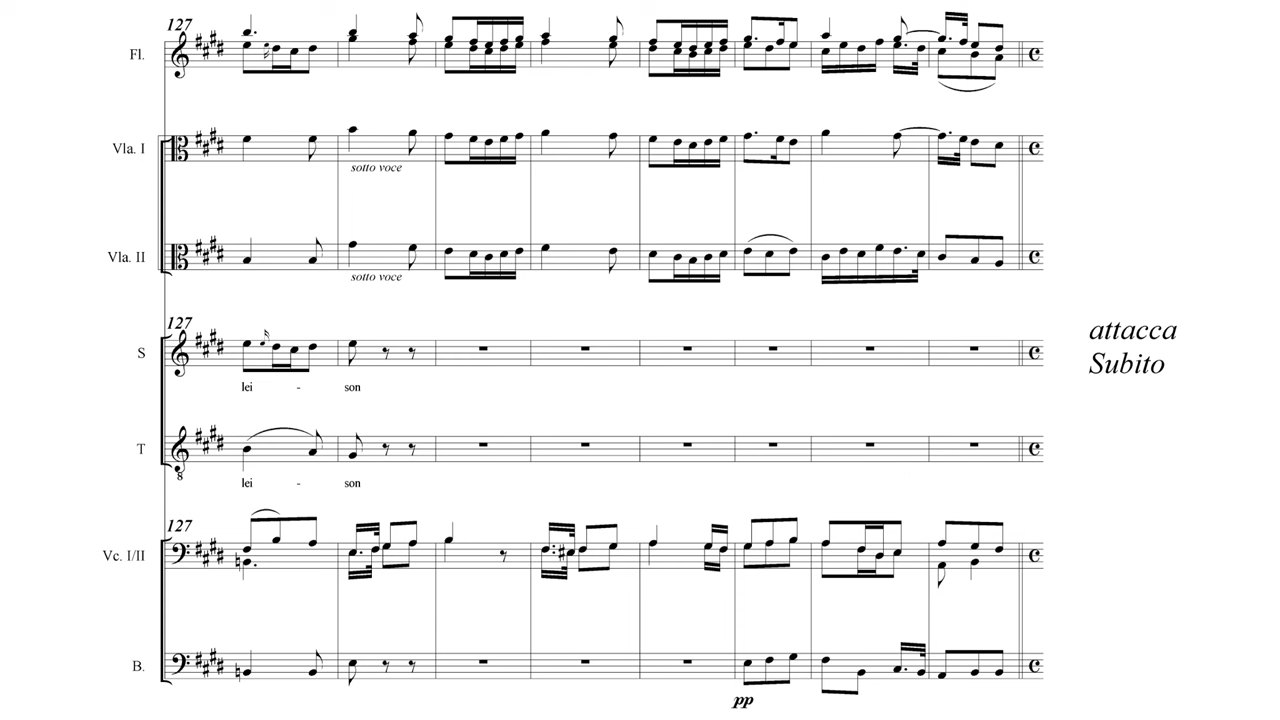 127
Fl.
Vla. I
sotto voce
Vla. II
sotto voce
127
S
lei - son
T
8
lei - son
127
Vc. I/II
B.
pp
attacca
Subito